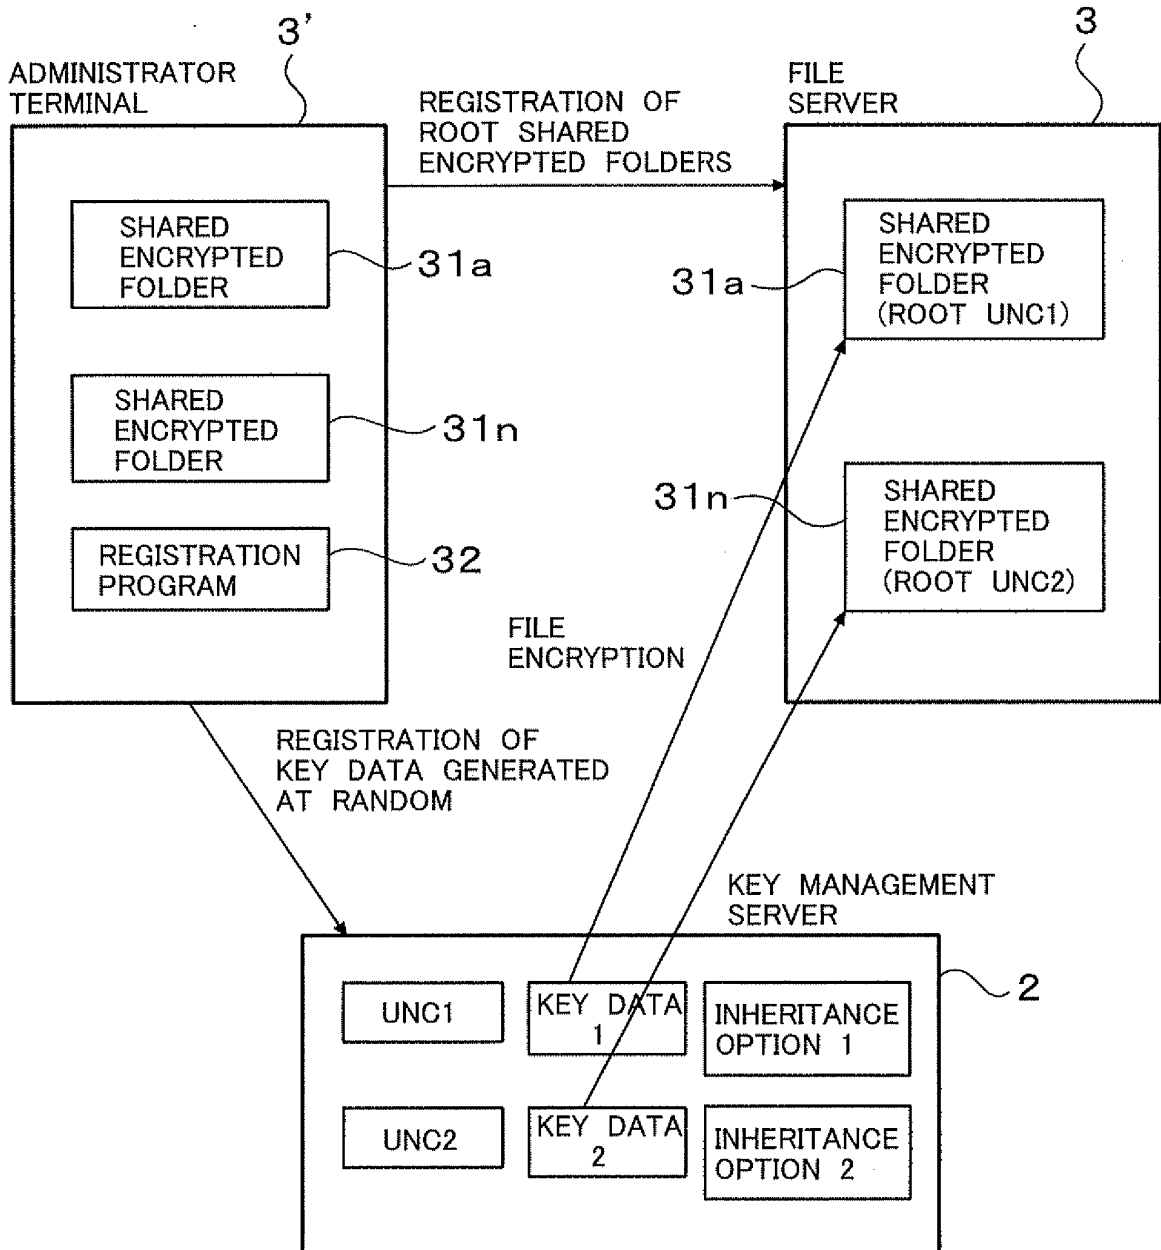 3'
3
ADMINISTRATOR
TERMINAL
REGISTRATION OF
ROOT SHARED
ENCRYPTED FOLDERS
FILE
SERVER
SHARED
ENCRYPTED
FOLDER
31a
31a
SHARED
ENCRYPTED
FOLDER
(ROOT UNC1)
SHARED
ENCRYPTED
FOLDER
31n
31n
SHARED
ENCRYPTED
FOLDER
(ROOT UNC2)
REGISTRATION
PROGRAM
32
FILE
ENCRYPTION
REGISTRATION OF
KEY DATA GENERATED
AT RANDOM
KEY MANAGEMENT
SERVER
2
UNC1
KEY DATA
1
INHERITANCE
OPTION 1
UNC2
KEY DATA
2
INHERITANCE
OPTION 2